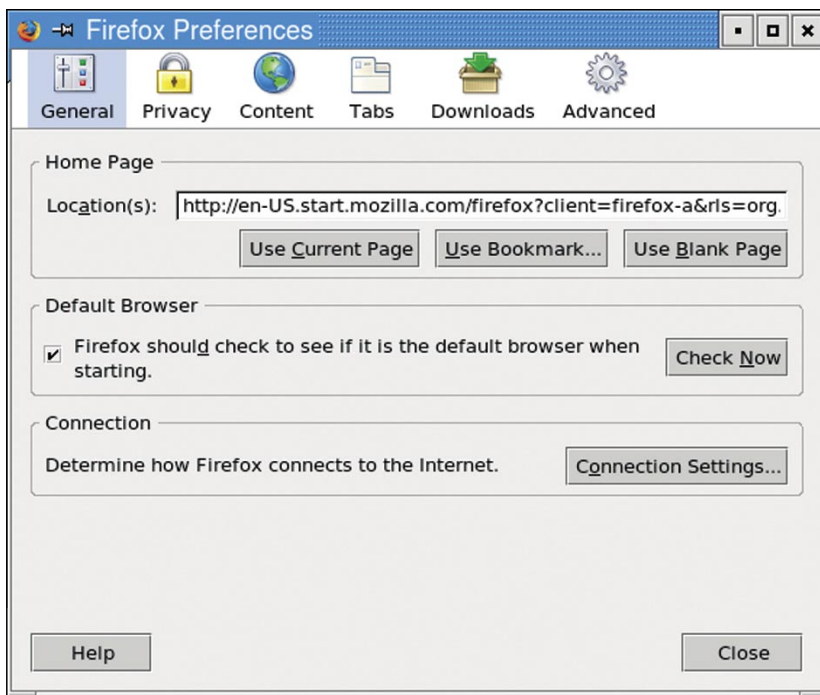 Firefox Preferences
General Privacy Content Tabs Downloads Advanced
Home Page
Location(s): http://en-US.start.mozilla.com/firefox?client=firefox-a&rls=org.
Use Current Page Use Bookmark... Use Blank Page
Default Browser
Firefox should check to see if it is the default browser when
starting.
Check Now
Connection
Determine how Firefox connects to the Internet. Connection Settings...
Help Close